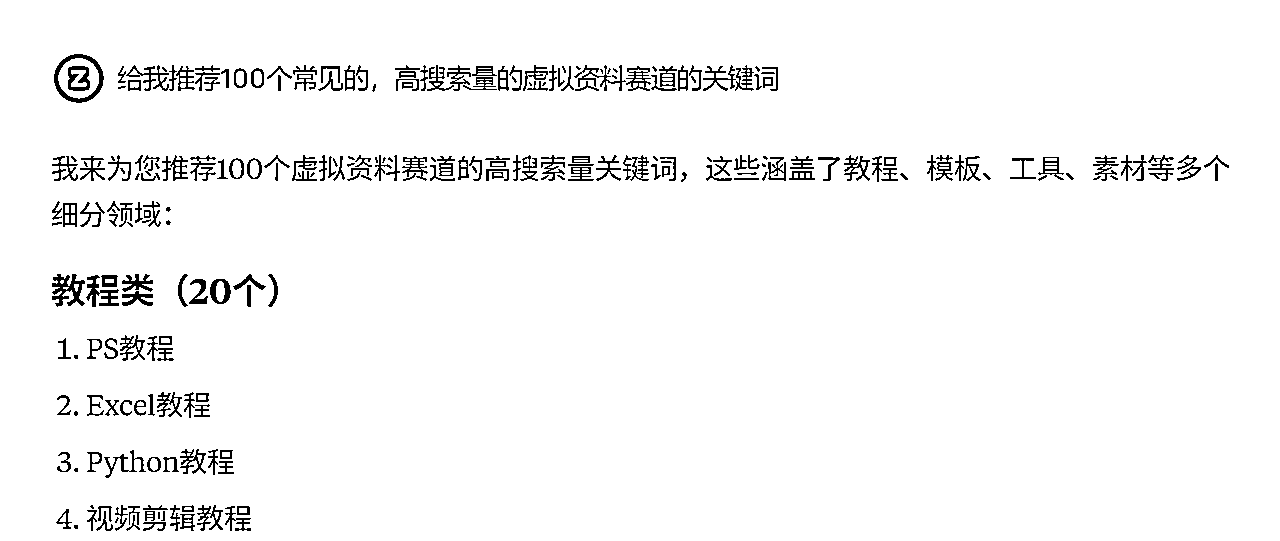 Z 给我推荐100个常见的，高搜索量的虚拟资料赛道的关键词
我来为您推荐100个虚拟资料赛道的高搜索量关键词，这些涵盖了教程、模板、工具、素材等多个
细分领域：
教程类（20个）
1. PS教程
2. Excel教程
3. Python教程
4. 视频剪辑教程